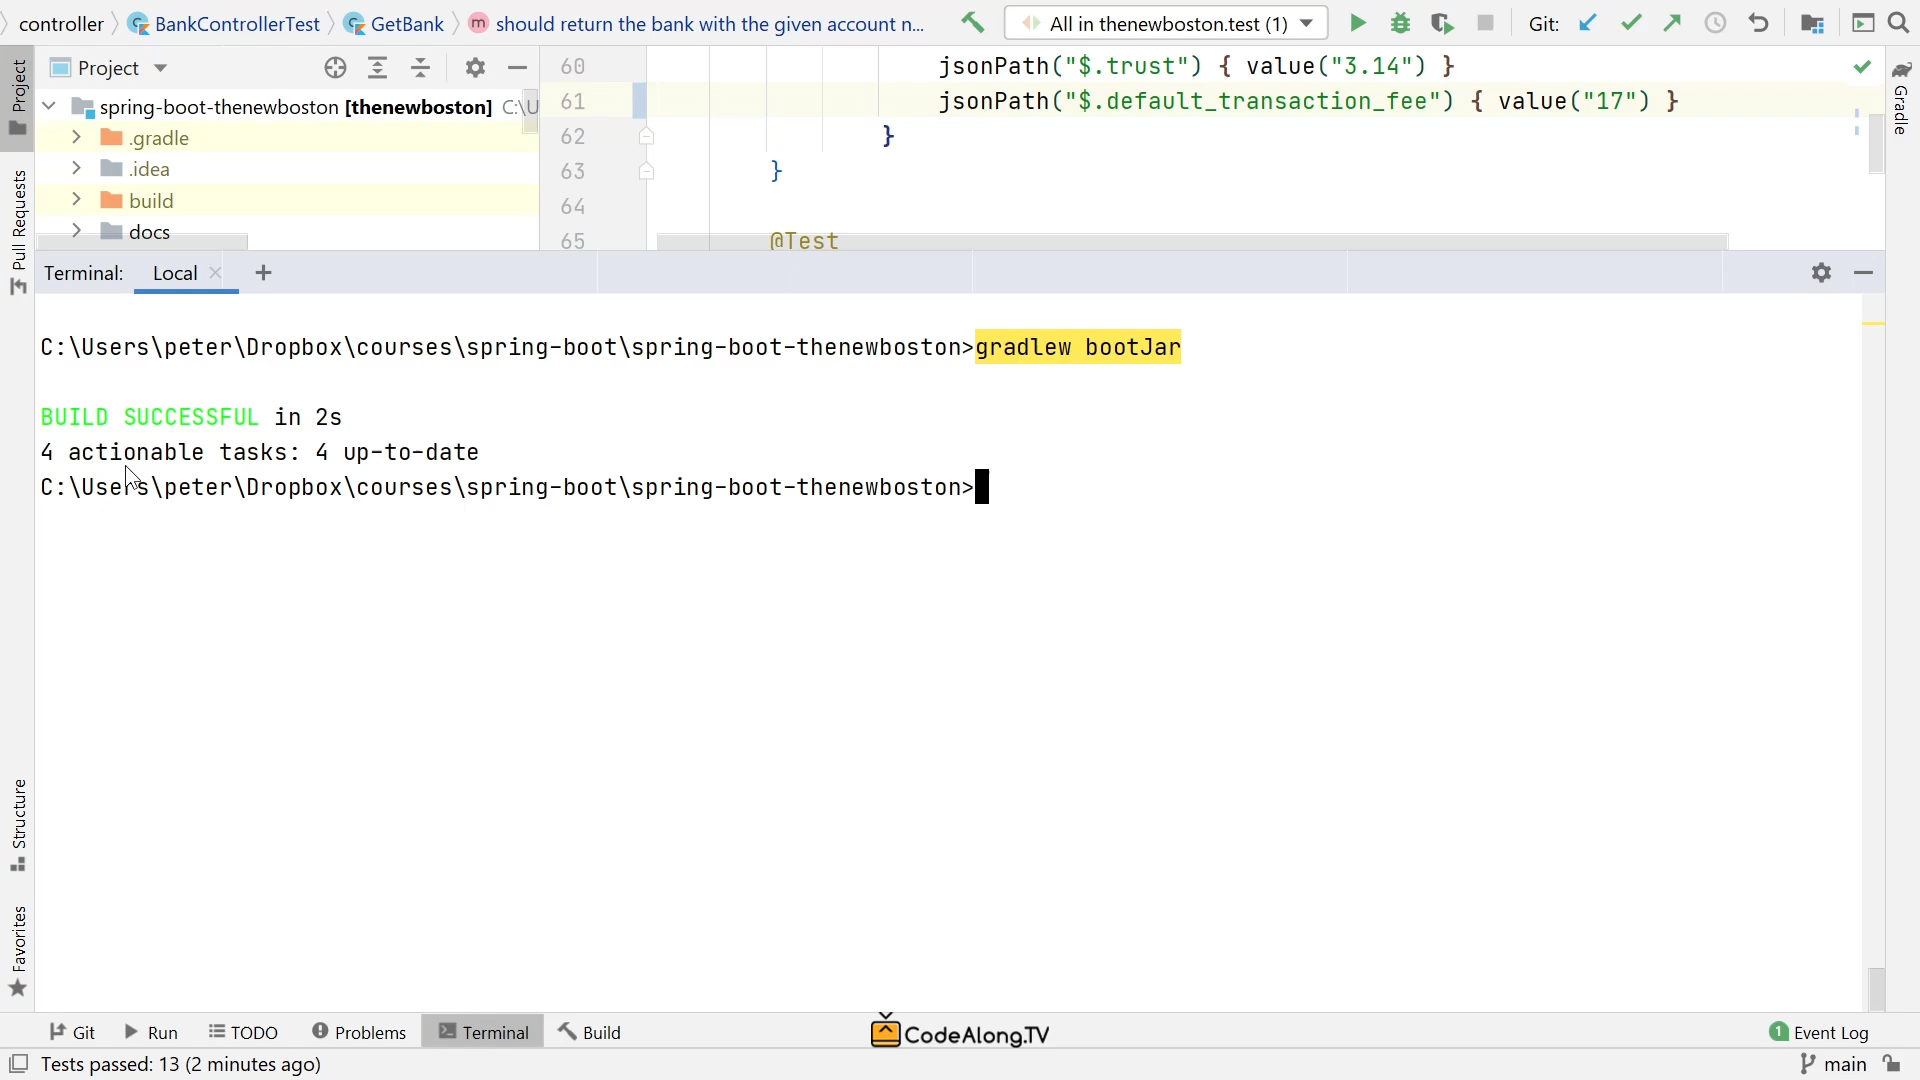 controller BankControllerTest GetBank m should return the bank with the given account n... All in thenewboston.test (1) Git:
Project
Project
Pull Requests
spring-boot-thenewboston [thenewboston] C:\U
.gradle
.idea
build
docs
60 jsonPath("$.trust") { value("3.14") }
61 jsonPath("$.default_transaction_fee") { value("17") }
62 }
63 }
64
65 @Test
Gradle
Terminal: Local
C:\Users\peter\Dropbox\courses\spring-boot\spring-boot-thenewboston>gradlew bootJar
BUILD SUCCESSFUL in 2s
4 actionable tasks: 4 up-to-date
C:\Users\peter\Dropbox\courses\spring-boot\spring-boot-thenewboston>
Structure
Favorites
Git Run TODO Problems Terminal Build CodeAlong.TV 1 Event Log
Tests passed: 13 (2 minutes ago) main